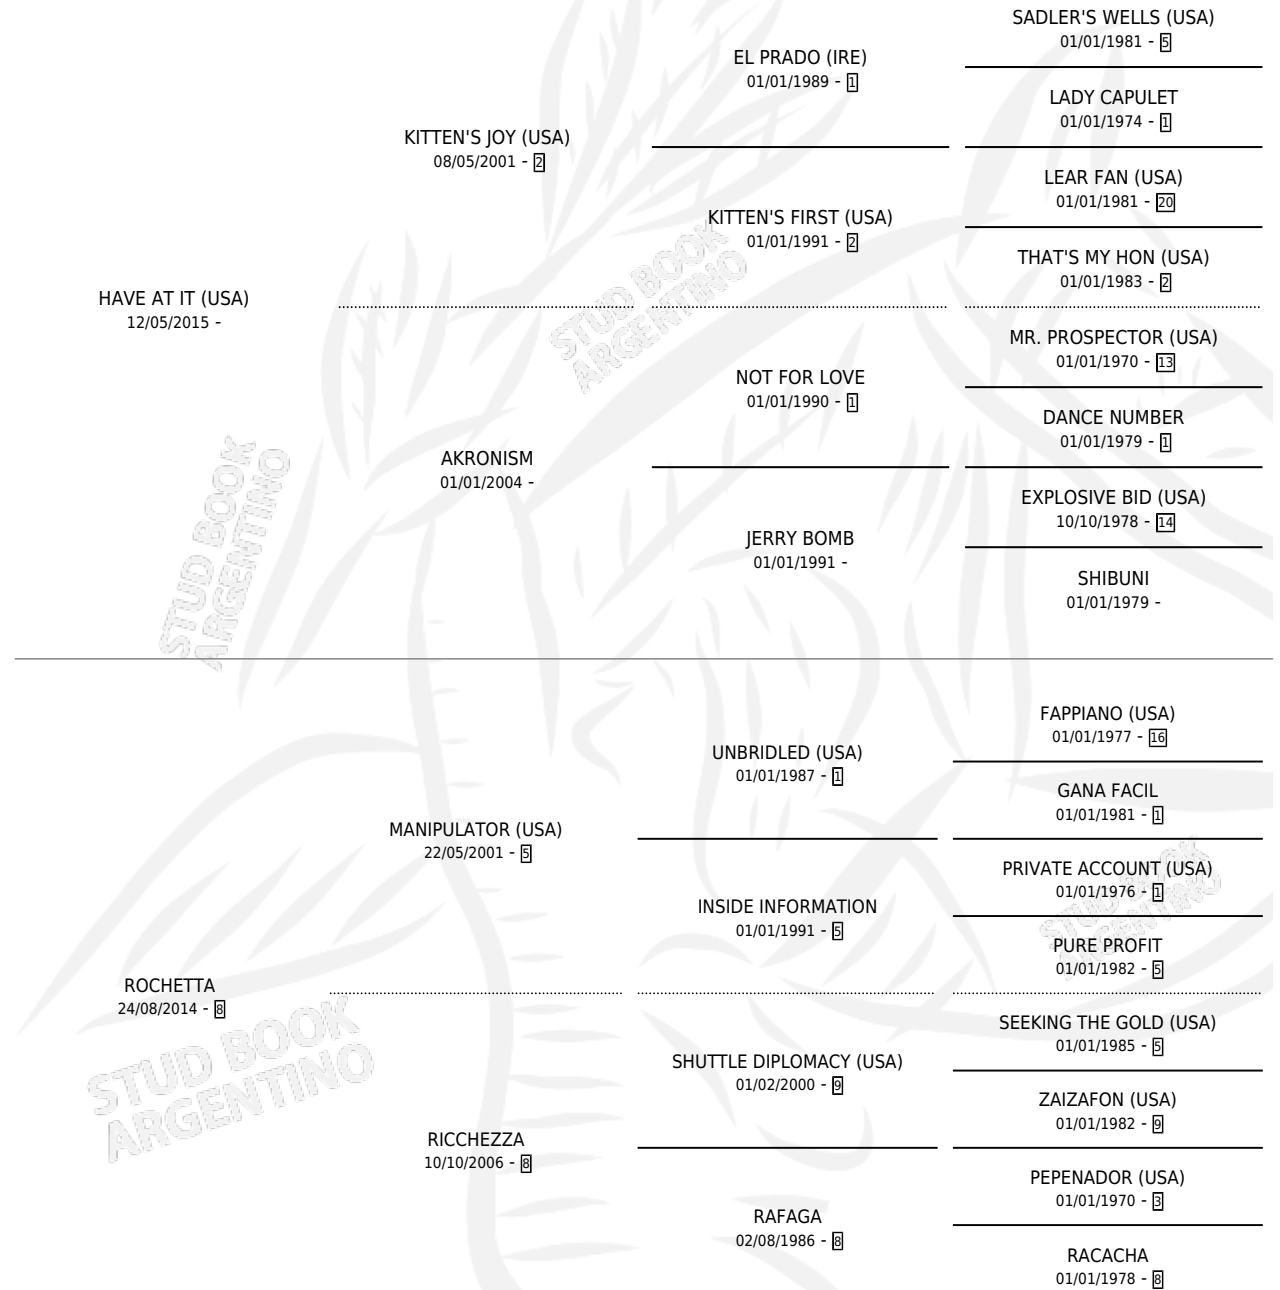 SADLER'S WELLS (USA)
01/01/1981 - 5
EL PRADO (IRE)
01/01/1989 - 1
LADY CAPULET
01/01/1974 - 1
KITTEN'S JOY (USA)
08/05/2001 - 2
LEAR FAN (USA)
01/01/1981 - 20
KITTEN'S FIRST (USA)
01/01/1991 - 2
THAT'S MY HON (USA)
01/01/1983 - 2
HAVE AT IT (USA)
12/05/2015 -
STUD BOOK
ARGENTINO
MR. PROSPECTOR (USA)
01/01/1970 - 13
NOT FOR LOVE
01/01/1990 - 1
DANCE NUMBER
01/01/1979 - 1
AKRONISM
01/01/2004 -
EXPLOSIVE BID (USA)
10/10/1978 - 14
JERRY BOMB
01/01/1991 -
SHIBUNI
01/01/1979 -
STUD BOOK
ARGENTINO
FAPPIANO (USA)
01/01/1977 - 16
UNBRIDLED (USA)
01/01/1987 - 1
GANA FACIL
01/01/1981 - 1
MANIPULATOR (USA)
22/05/2001 - 5
PRIVATE ACCOUNT (USA)
01/01/1976 - 1
INSIDE INFORMATION
01/01/1991 - 5
STUD BOOK
ARGENTINO
PURE PROFIT
01/01/1982 - 5
ROCHETTA
24/08/2014 - 8
SEEKING THE GOLD (USA)
01/01/1985 - 5
SHUTTLE DIPLOMACY (USA)
01/02/2000 - 9
STUD BOOK
ARGENTINO
ZAIZAFON (USA)
01/01/1982 - 9
RICCHEZZA
10/10/2006 - 8
PEPENADOR (USA)
01/01/1970 - 3
RAFAGA
02/08/1986 - 8
RACACHA
01/01/1978 - 8